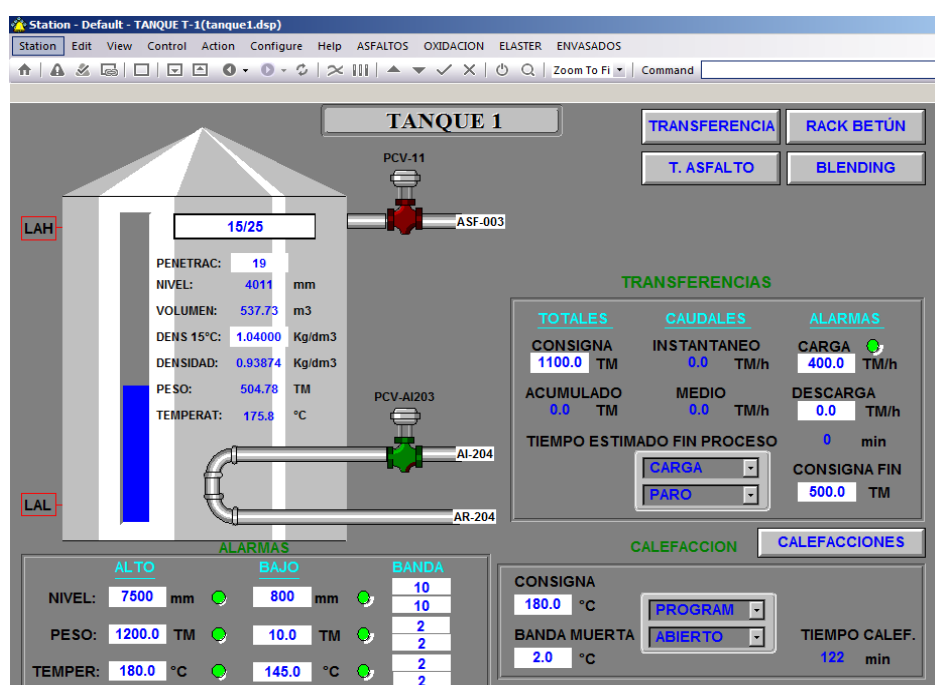 Station - Default - TANQUE T-1(tanque1.dsp)
Station Edit View Control Action Configure Help ASFALTOS OXIDACION ELASTER ENVASADOS
Zoom To Fi Command
TANQUE 1
TRANSFERENCIA RACK BETÚN
T. ASFALTO BLENDING
PCV-11
LAH
15/25
ASF-003
PENETRAC: 19
NIVEL: 4011 mm
VOLUMEN: 537.73 m3
DENS 15°C: 1.04000 Kg/dm3
DENSIDAD: 0.93874 Kg/dm3
PESO: 504.78 TM
TEMPERAT: 175.8 °C
PCV-AI203
AI-204
LAL
AR-204
TRANSFERENCIAS
TOTALES CAUDALES ALARMAS
CONSIGNA INSTANTANEO CARGA
1100.0 TM 0.0 TM/h 400.0 TM/h
ACUMULADO MEDIO DESCARGA
0.0 TM 0.0 TM/h 0.0 TM/h
TIEMPO ESTIMADO FIN PROCESO 0 min
CARGA CONSIGNA FIN
PARO 500.0 TM
ALARMAS
ALTO BAJO BANDA
NIVEL: 7500 mm 800 mm 10
10
PESO: 1200.0 TM 10.0 TM 2
2
TEMPER: 180.0 °C 145.0 °C 2
2
CALEFACCION CALEFACCIONES
CONSIGNA
180.0 °C PROGRAM
BANDA MUERTA ABIERTO TIEMPO CALEF.
2.0 °C 122 min